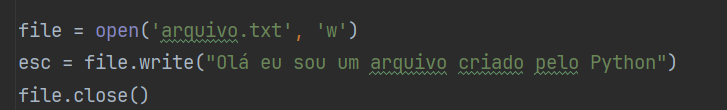 file = open('arquivo.txt', 'w')
esc = file.write("Olá eu sou um arquivo criado pelo Python")
file.close()